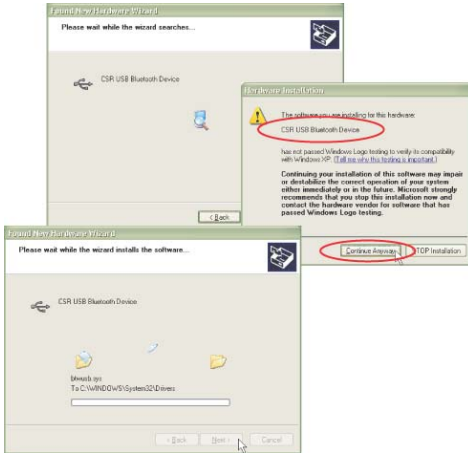 Found New Hardware Wizard
Please wait while the wizard searches...
CSR USB Bluetooth Device
< Back
Hardware Installation
The software you are installing for this hardware:
CSR USB Bluetooth Device
has not passed Windows Logo testing to verify its compatibility
with Windows XP. (Tell me why this testing is important.)
Continuing your installation of this software may impair
or destabilize the correct operation of your system
either immediately or in the future. Microsoft strongly
recommends that you stop this installation now and
contact the hardware vendor for software that has
passed Windows Logo testing.
Continue Anyway
STOP Installation
Found New Hardware Wizard
Please wait while the wizard installs the software...
CSR USB Bluetooth Device
To C:\WINDOWS\System32\Drivers
< Back
Next >
Cancel